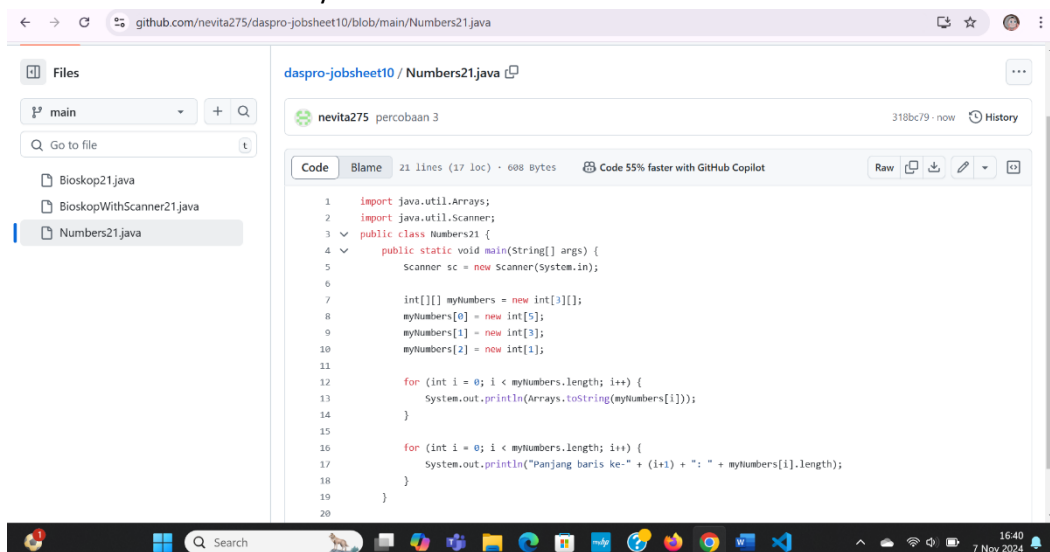 github.com/nevita275/daspro-jobsheet10/blob/main/Numbers21.java
Files
main
Go to file
t
Bioskop21.java
BioskopWithScanner21.java
Numbers21.java
daspro-jobsheet10 / Numbers21.java
nevita275 percobaan 3
318bc79 · now
History
Code Blame 21 lines (17 loc) · 608 Bytes Code 55% faster with GitHub Copilot Raw
1 import java.util.Arrays;
2 import java.util.Scanner;
3 public class Numbers21 {
4 public static void main(String[] args) {
5 Scanner sc = new Scanner(System.in);
6
7 int[][] myNumbers = new int[3][];
8 myNumbers[0] = new int[5];
9 myNumbers[1] = new int[3];
10 myNumbers[2] = new int[1];
11
12 for (int i = 0; i < myNumbers.length; i++) {
13 System.out.println(Arrays.toString(myNumbers[i]));
14 }
15
16 for (int i = 0; i < myNumbers.length; i++) {
17 System.out.println("Panjang baris ke-" + (i+1) + ": " + myNumbers[i].length);
18 }
19 }
20
Search
16:40
7 Nov 2024